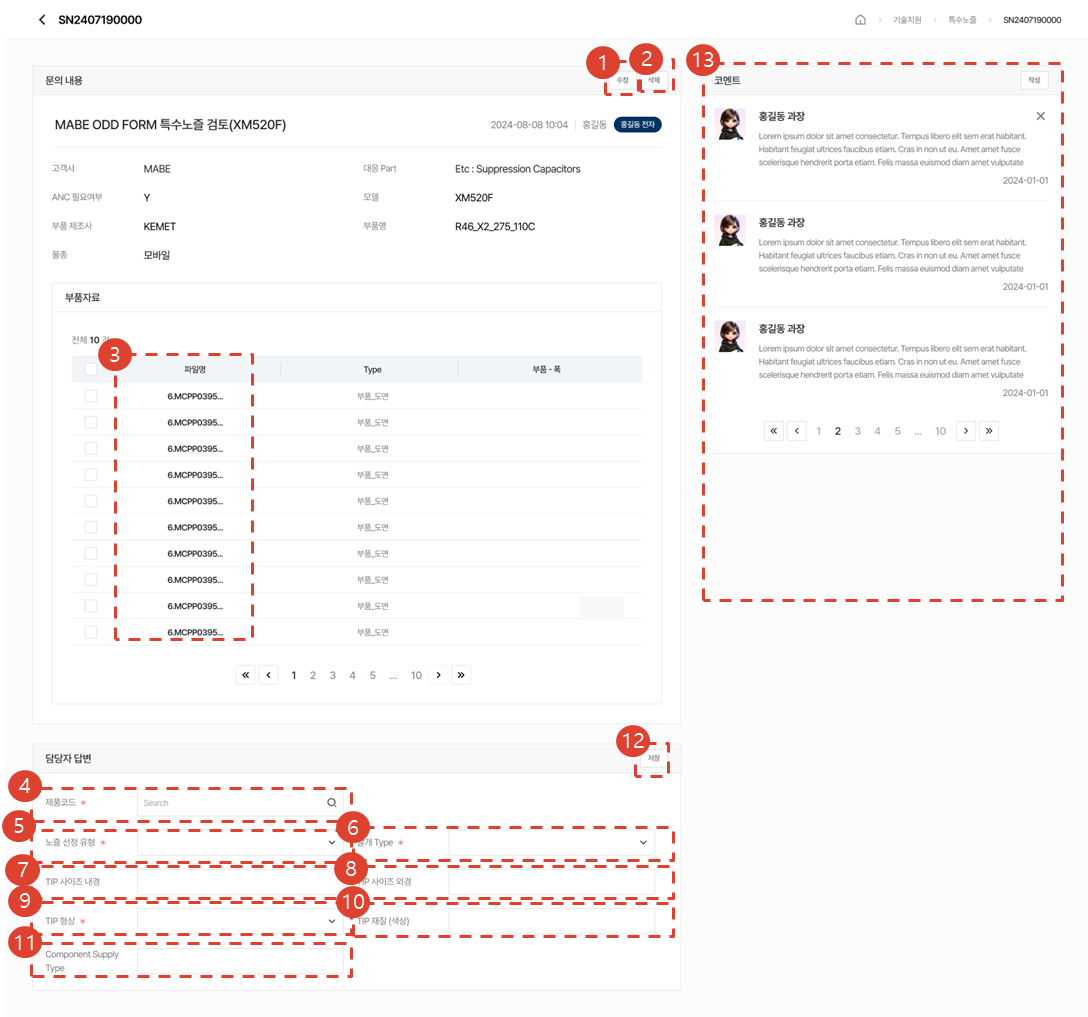 SN2407190000
기술지원 특수노즐 SN2407190000
문의 내용
1
수정
2
삭제
MABE ODD FORM 특수노즐 검토(XM520F)
2024-08-08 10:04 홍길동 홍길동 전자
고객사 MABE 대응 Part Etc : Suppression Capacitors
ANC 필요여부 Y 모델 XM520F
부품 제조사 KEMET 부품명 R46_X2_275_110C
물종 모바일
부품자료
전체 10
3
파일명 Type 부품 - 폭
6.MCPP0395... 부품_도면
6.MCPP0395... 부품_도면
6.MCPP0395... 부품_도면
6.MCPP0395... 부품_도면
6.MCPP0395... 부품_도면
6.MCPP0395... 부품_도면
6.MCPP0395... 부품_도면
6.MCPP0395... 부품_도면
6.MCPP0395... 부품_도면
6.MCPP0395... 부품_도면
« ‹ 1 2 3 4 5 ... 10 › »
담당자 답변
12
저장
4
제품코드 * Search
5
노즐 선정 유형 *
6
Type *
7
TIP 사이즈 내경
8
TIP 사이즈 외경
9
TIP 형상 *
10
TIP 재질 (색상)
11
Component Supply
Type
13
코멘트 작성
홍길동 과장
Lorem ipsum dolor sit amet consectetur. Tempus libero elit sem erat habitant.
Habitant feugiat ultrices faucibus etiam. Cras in non ut eu. Amet amet fusce
scelerisque hendrerit porta etiam. Felis massa euismod diam amet vulputate
2024-01-01
홍길동 과장
Lorem ipsum dolor sit amet consectetur. Tempus libero elit sem erat habitant.
Habitant feugiat ultrices faucibus etiam. Cras in non ut eu. Amet amet fusce
scelerisque hendrerit porta etiam. Felis massa euismod diam amet vulputate
2024-01-01
홍길동 과장
Lorem ipsum dolor sit amet consectetur. Tempus libero elit sem erat habitant.
Habitant feugiat ultrices faucibus etiam. Cras in non ut eu. Amet amet fusce
scelerisque hendrerit porta etiam. Felis massa euismod diam amet vulputate
2024-01-01
« ‹ 1 2 3 4 5 ... 10 › »